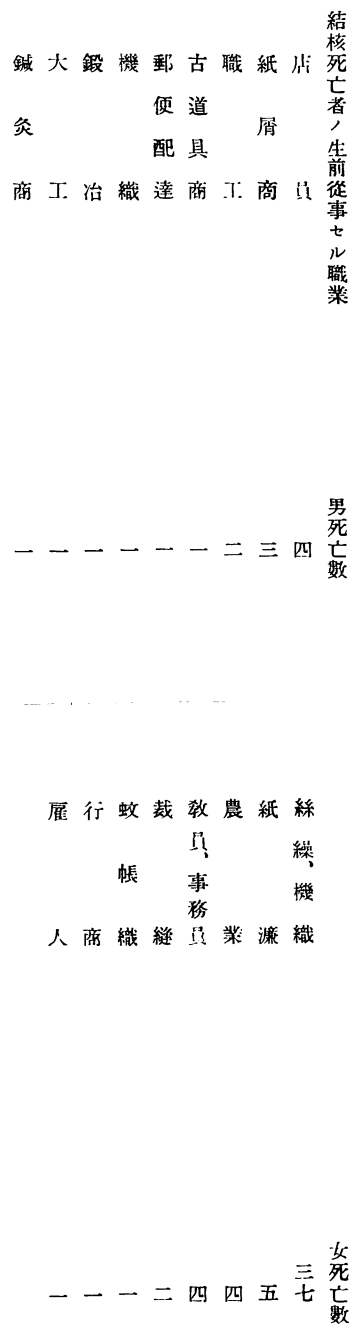 結核死亡者ノ生前從事セル職業 男死亡數 女死亡數
店員 四 絲繰、機織 三七
紙屑商 三 紙濂 五
職工 二 農業 四
古道具商 一 敎員、事務員 四
郵便配達 一 裁縫 二
機織 一 蚊帳織 一
鍛冶 一 行商 一
大工 一 雇人 一
鍼灸商 一